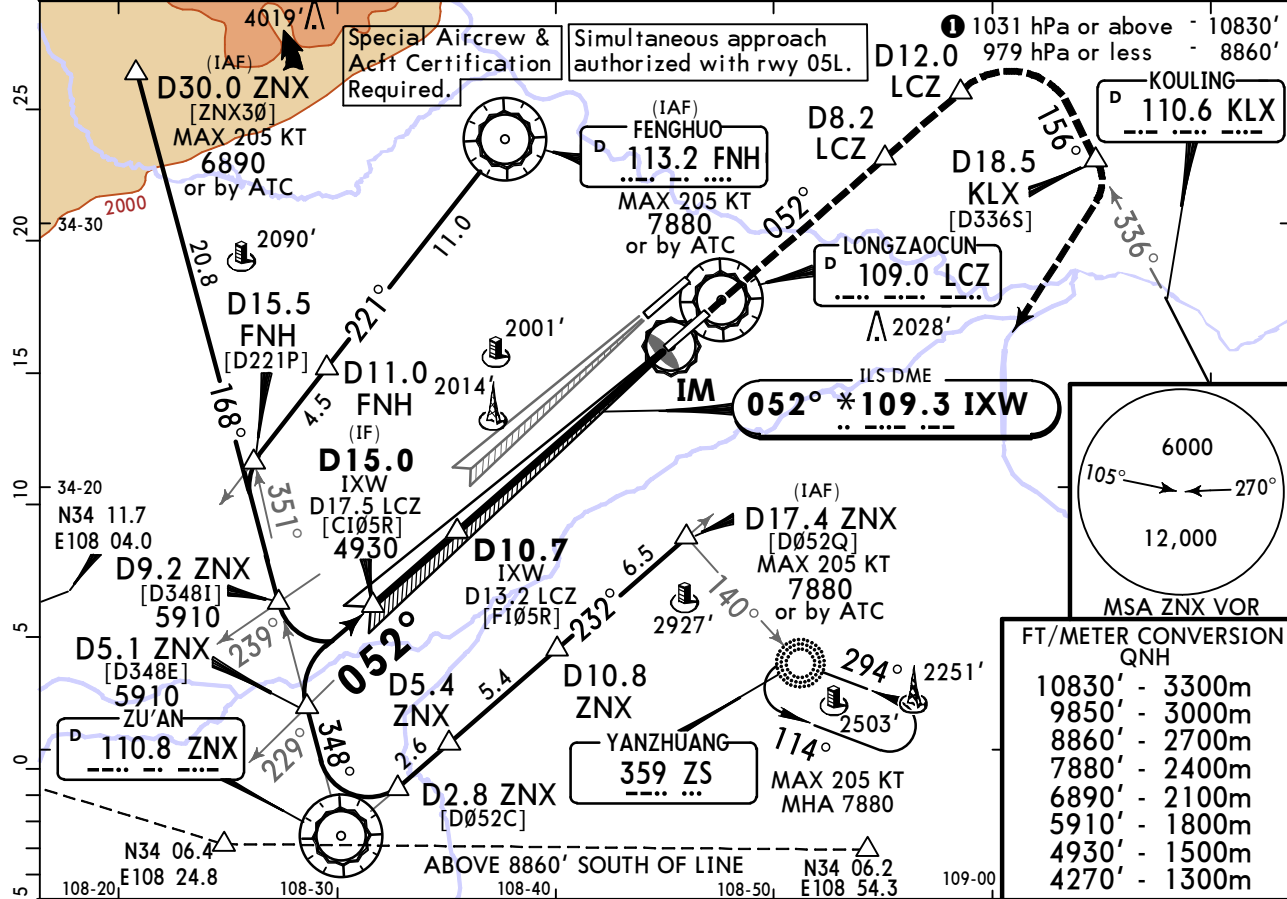 4019'
Special Aircrew &
Acft Certification
Required.
Simultaneous approach
authorized with rwy 05L.
1 1031 hPa or above - 10830'
979 hPa or less - 8860'
(IAF)
D30.0 ZNX
[ZNX3Ø]
MAX 205 KT
6890
or by ATC
2000
(IAF)
FENGHUO
D 113.2 FNH
MAX 205 KT
7880
or by ATC
D12.0
LCZ
D8.2
LCZ
KOULING
D 110.6 KLX
156°
D18.5
KLX
[D336S]
336°
052°
25
20
15
10
5
0
5
34-30
34-20
20.8
2090'
11.0
221°
4.5
168°
D15.5
FNH
[D221P]
D11.0
FNH
2001'
2014'
LONGZAOCUN
D 109.0 LCZ
2028'
IM
ILS DME
052° *109.3 IXW
(IF)
D15.0
IXW
D17.5 LCZ
[CIØ5R]
4930
351°
N34 11.7
E108 04.0
D9.2 ZNX
[D348I]
5910
239°
D5.1 ZNX
[D348E]
5910
229°
052°
D10.7
IXW
D13.2 LCZ
[FIØ5R]
(IAF)
D17.4 ZNX
[DØ52Q]
MAX 205 KT
7880
or by ATC
6.5
232°
5.4
2.6
2927'
140°
D10.8
ZNX
D5.4
ZNX
D2.8 ZNX
[DØ52C]
348°
ZU'AN
D 110.8 ZNX
294°
2251'
2503'
114°
YANZHUANG
359 ZS
MAX 205 KT
MHA 7880
6000
105°
270°
12,000
MSA ZNX VOR
FT/METER CONVERSION
QNH
10830' - 3300m
9850' - 3000m
8860' - 2700m
7880' - 2400m
6890' - 2100m
5910' - 1800m
4930' - 1500m
4270' - 1300m
N34 06.4
E108 24.8
ABOVE 8860' SOUTH OF LINE
N34 06.2
E108 54.3
108-20
108-30
108-40
108-50
109-00